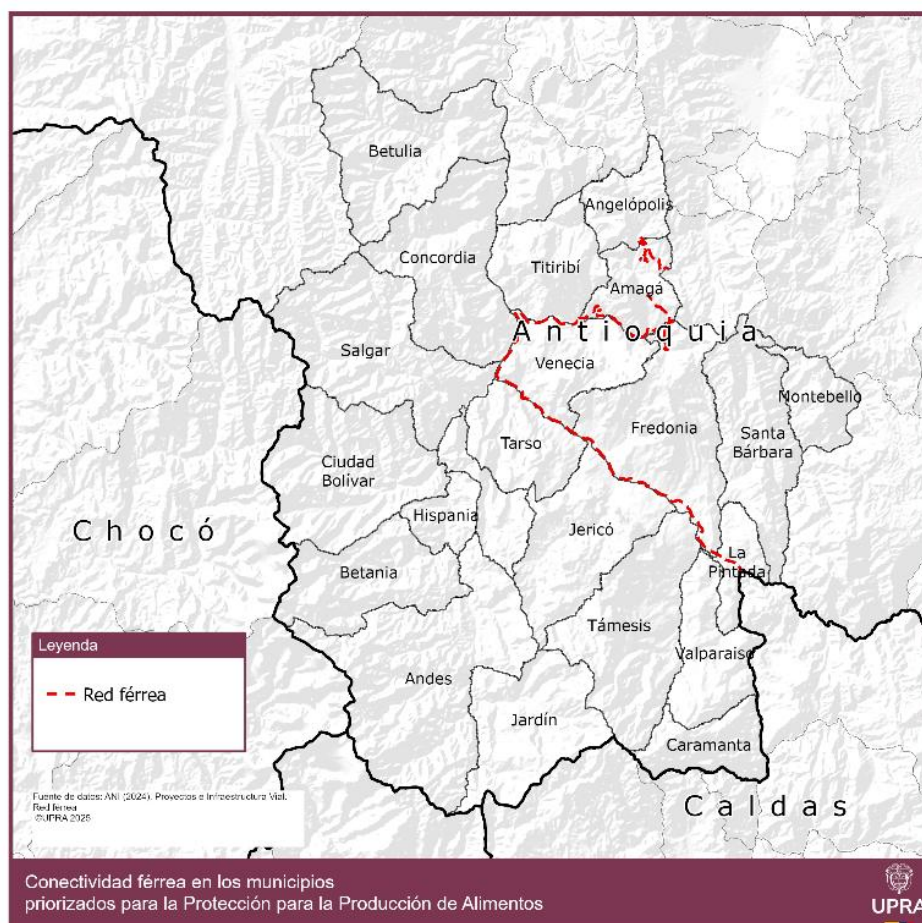 Betulia
Angelópolis
Concordia
Titiribí
Amagá
Antioquia
Salgar
Venecia
Montebello
Fredonia
Santa
Bárbara
Tarso
Ciudad
Bolívar
Hispania
Chocó
Jericó
La
Pintada
Betania
Támesis
Leyenda
Valparaiso
Andes
Red férrea
Jardín
Caramanta
Fuente de datos: ANI (2024). Proyectos e Infraestructura Vial.
Red férrea
©UPRA 2025
Caldas
Conectividad férrea en los municipios
priorizados para la Protección para la Producción de Alimentos
UPRA